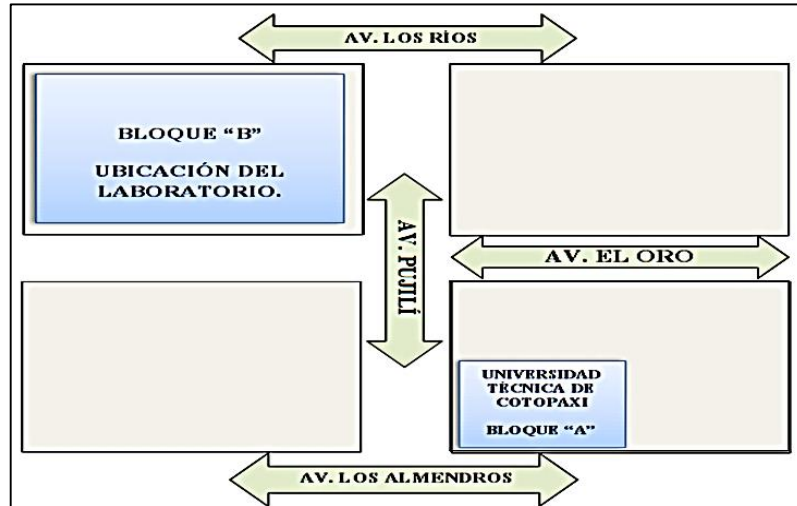 AV. LOS RÍOS
BLOQUE “B”
UBICACIÓN DEL
LABORATORIO.
AV. PUJILÍ
AV. EL ORO
UNIVERSIDAD
TÉCNICA DE
COTOPAXI
BLOQUE “A”
AV. LOS ALMENDROS